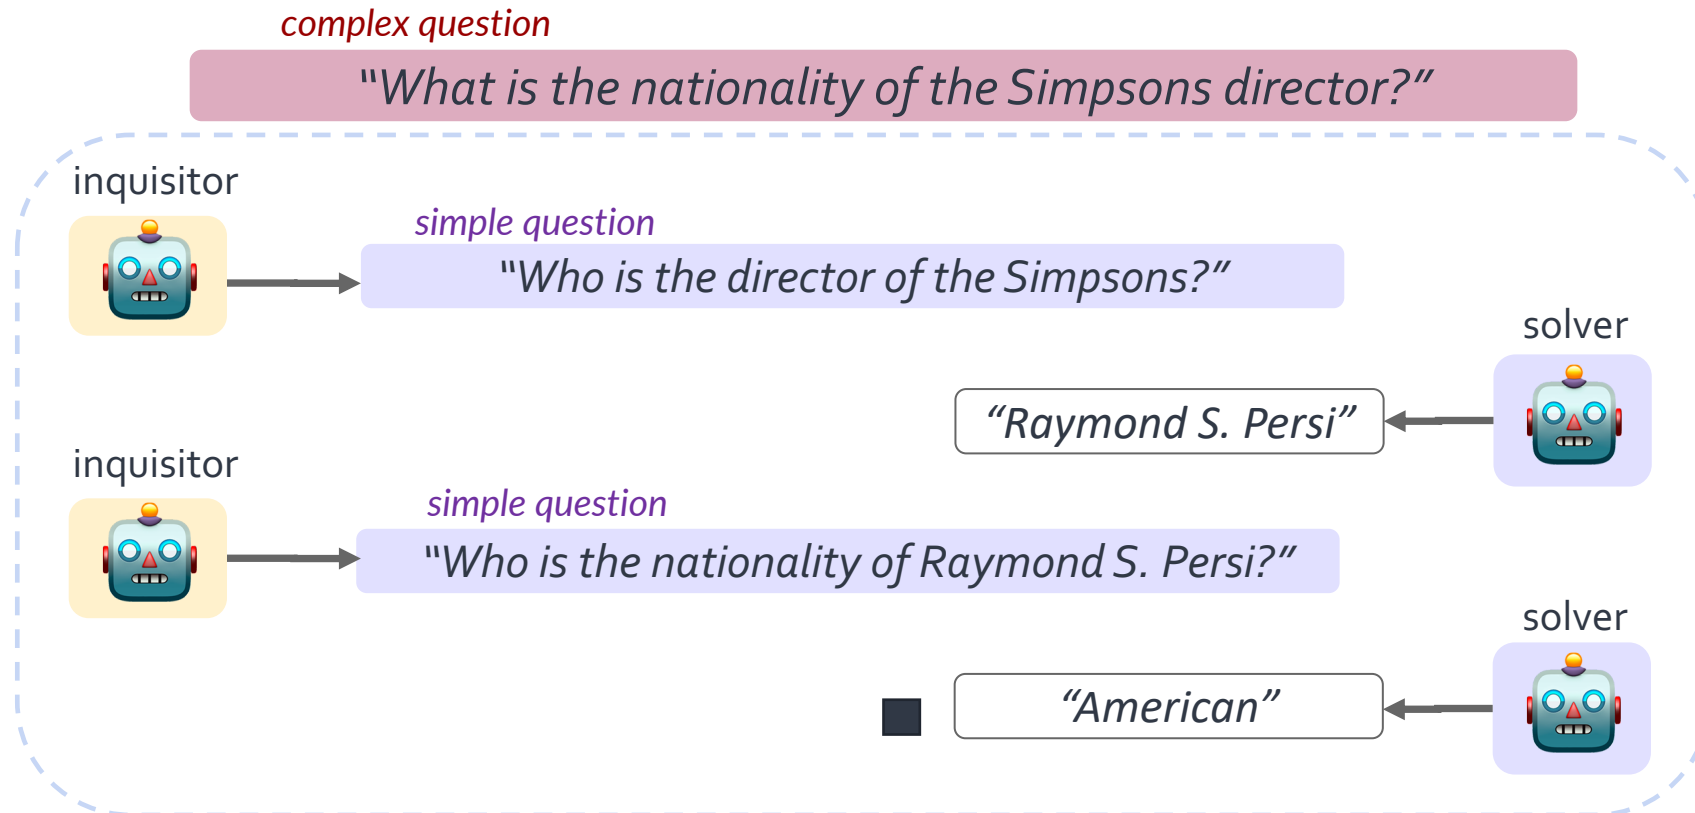 complex question
“What is the nationality of the Simpsons director?”
inquisitor
simple question
“Who is the director of the Simpsons?”
solver
“Raymond S. Persi”
inquisitor
simple question
“Who is the nationality of Raymond S. Persi?”
solver
“American”